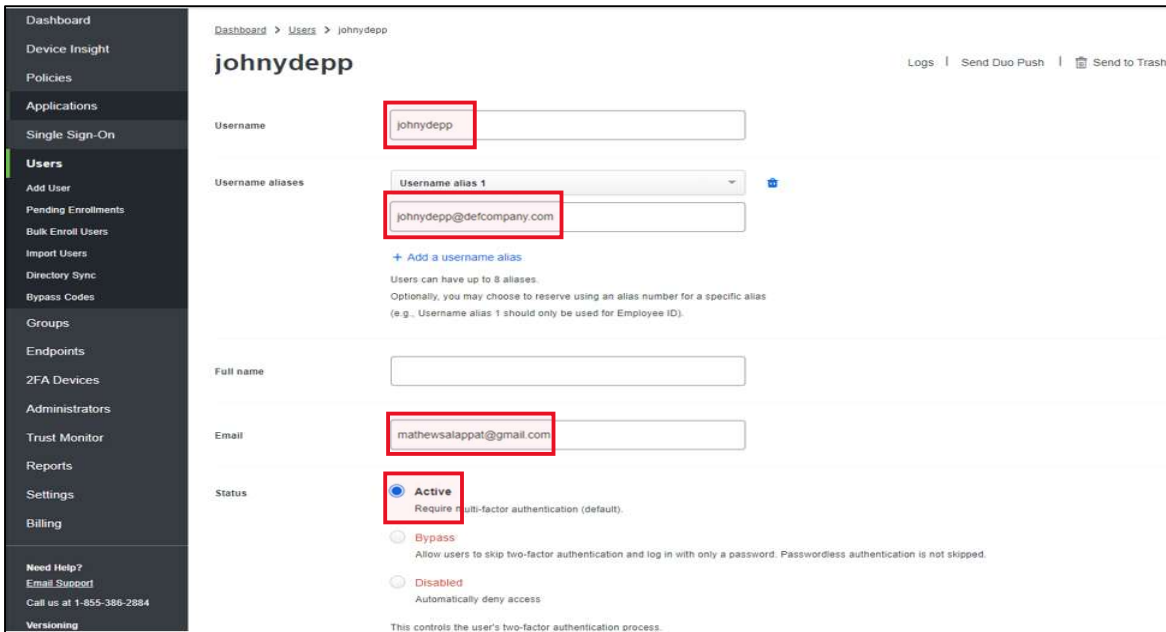 Dashboard
Device Insight
Policies
Applications
Single Sign-On
Users
Add User
Pending Enrollments
Bulk Enroll Users
Import Users
Directory Sync
Bypass Codes
Groups
Endpoints
2FA Devices
Administrators
Trust Monitor
Reports
Settings
Billing
Need Help?
Email Support
Call us at 1-855-386-2884
Versioning
Dashboard > Users > johnydepp
johnydepp
Logs | Send Duo Push | Send to Trash
Username
johnydepp
Username aliases
Username alias 1
johnydepp@defcompany.com
+ Add a username alias
Users can have up to 8 aliases.
Optionally, you may choose to reserve using an alias number for a specific alias
(e.g., Username alias 1 should only be used for Employee ID).
Full name
Email
mathewsalappat@gmail.com
Status
Active
Require multi-factor authentication (default).
Bypass
Allow users to skip two-factor authentication and log in with only a password. Passwordless authentication is not skipped.
Disabled
Automatically deny access
This controls the user's two-factor authentication process.